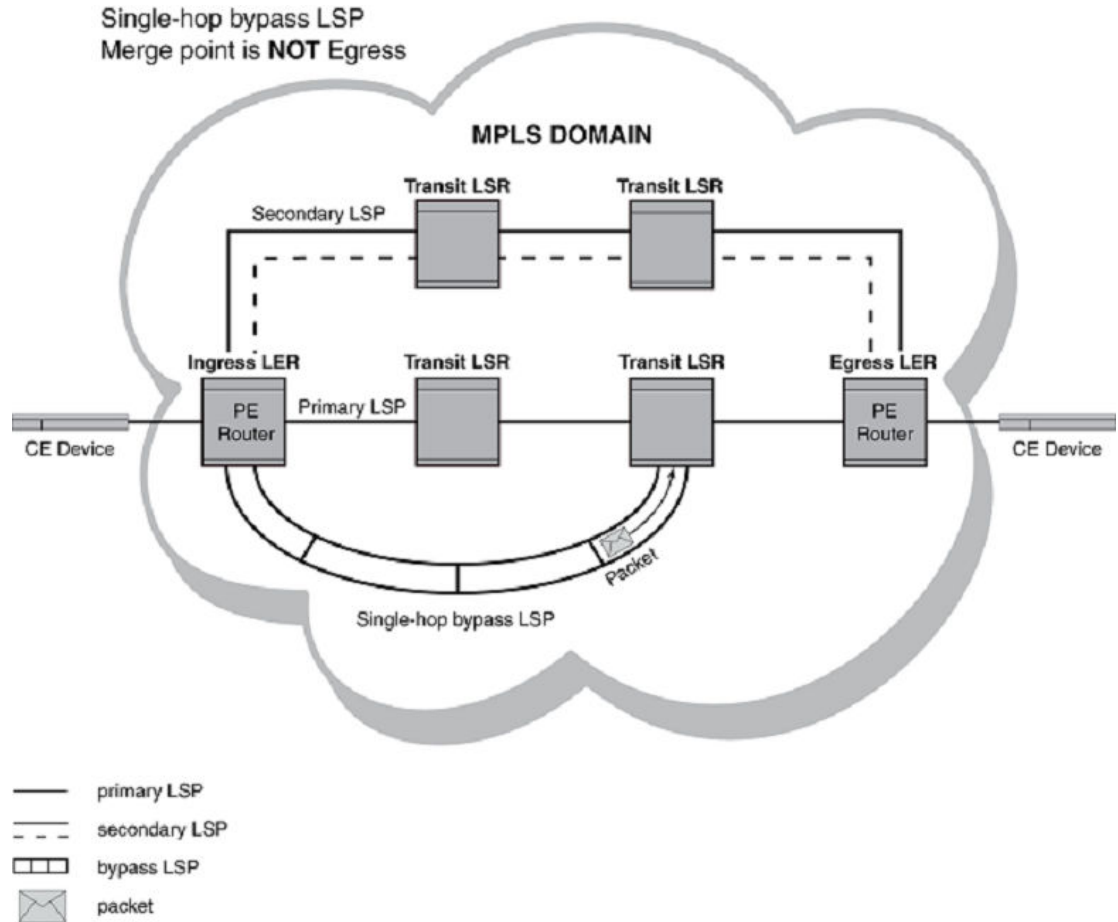 Single-hop bypass LSP
Merge point is NOT Egress
MPLS DOMAIN
Transit LSR
Transit LSR
Secondary LSP
Ingress LER
Transit LSR
Transit LSR
Egress LER
PE
Router
Primary LSP
PE
Router
CE Device
CE Device
Packet
Single-hop bypass LSP
primary LSP
secondary LSP
bypass LSP
packet